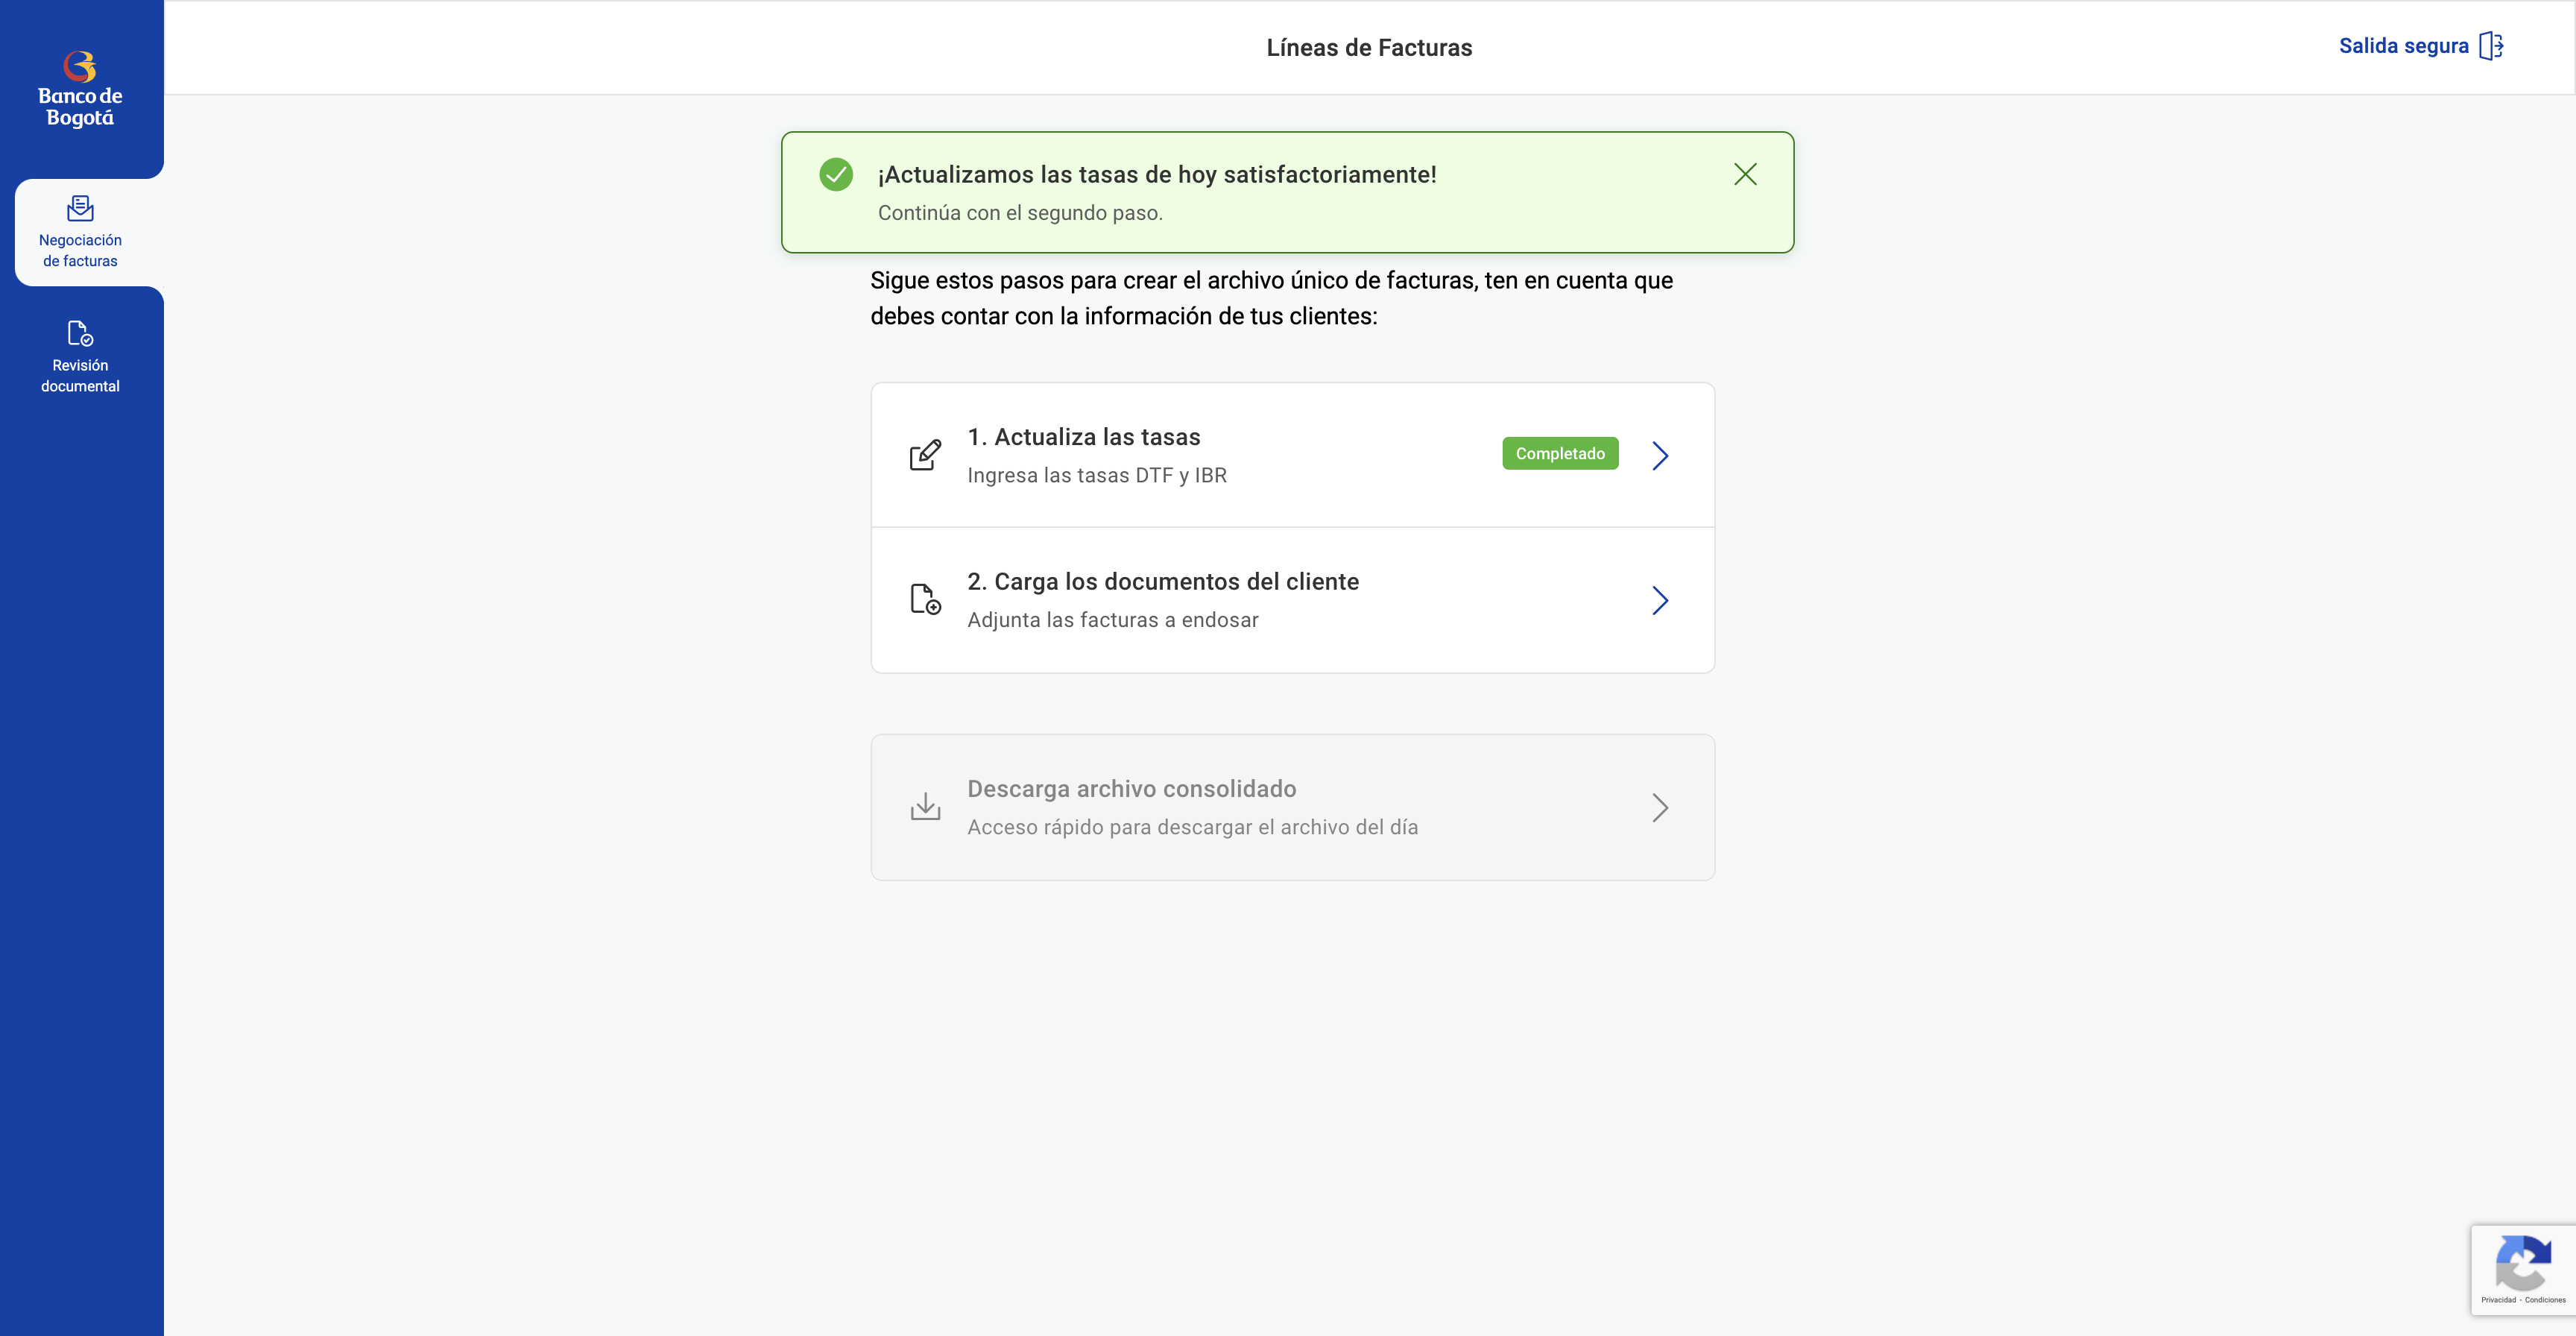 Líneas de Facturas
Salida segura
Banco de
Bogotá
Negociación
de facturas
Revisión
documental
¡Actualizamos las tasas de hoy satisfactoriamente!
Continúa con el segundo paso.
Sigue estos pasos para crear el archivo único de facturas, ten en cuenta que
debes contar con la información de tus clientes:
1. Actualiza las tasas
Ingresa las tasas DTF y IBR
Completado
2. Carga los documentos del cliente
Adjunta las facturas a endosar
Descarga archivo consolidado
Acceso rápido para descargar el archivo del día
Privacidad - Condiciones